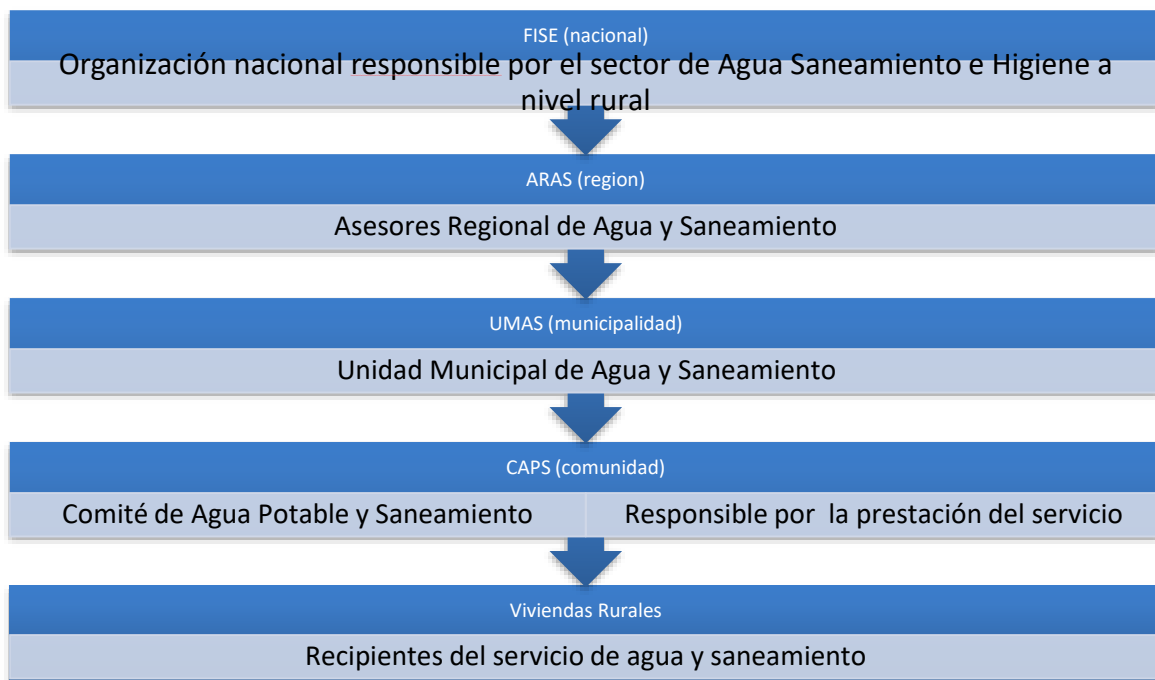 FISE (nacional)
Organización nacional responsible por el sector de Agua Saneamiento e Higiene a
nivel rural
ARAS (region)
Asesores Regional de Agua y Saneamiento
UMAS (municipalidad)
Unidad Municipal de Agua y Saneamiento
CAPS (comunidad)
Comité de Agua Potable y Saneamiento
Responsible por la prestación del servicio
Viviendas Rurales
Recipientes del servicio de agua y saneamiento